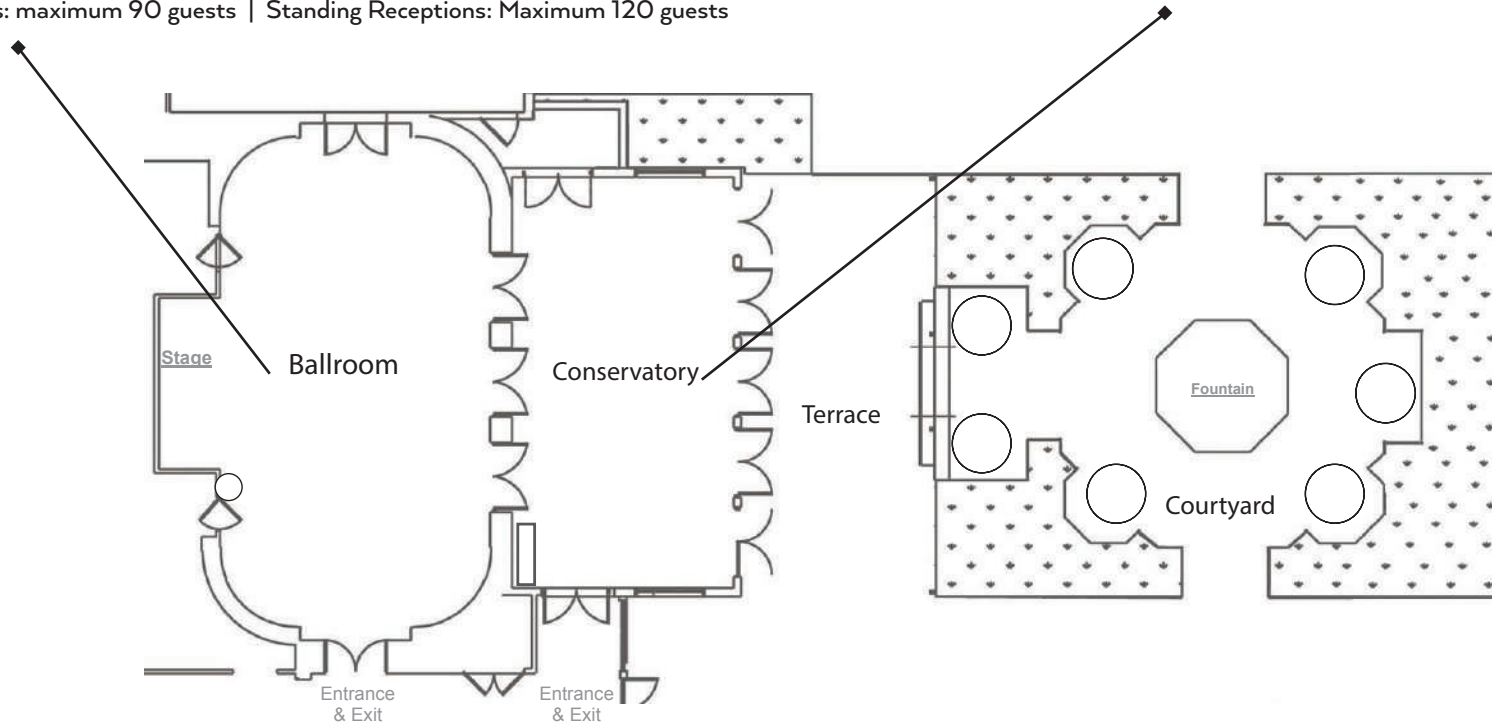 : maximum 90 guests | Standing Receptions: Maximum 120 guests
Stage
Ballroom
Conservatory
Terrace
Fountain
Courtyard
Entrance
& Exit
Entrance
& Exit